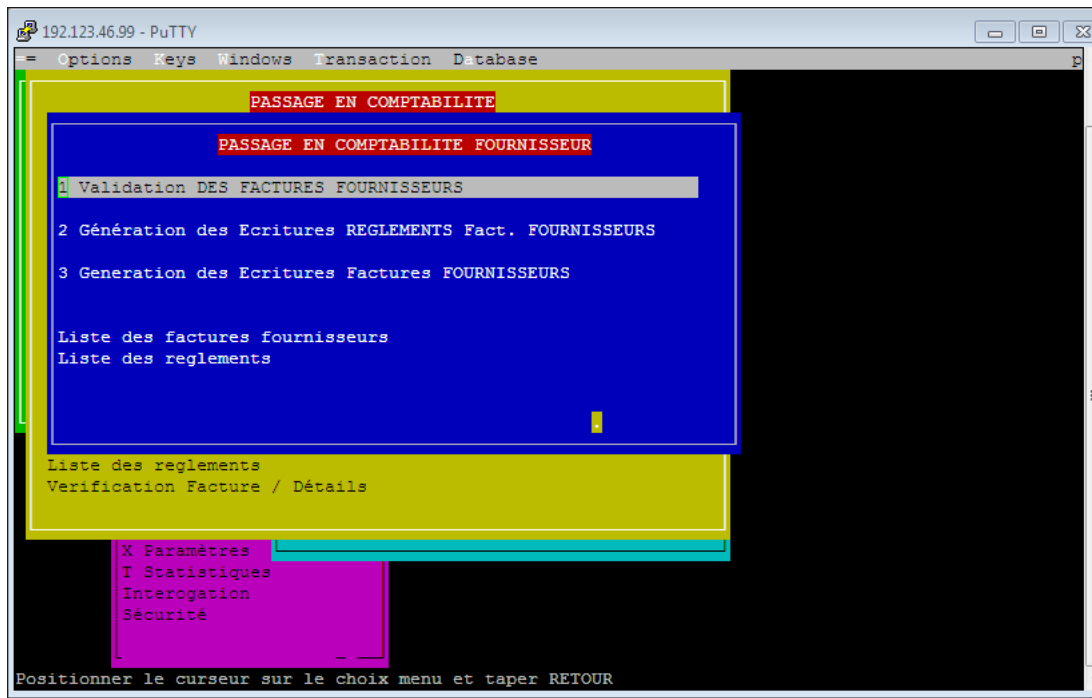 192.123.46.99 - PuTTY
== Options Keys Windows Transaction Database p
PASSAGE EN COMPTABILITE
PASSAGE EN COMPTABILITE FOURNISSEUR
1 Validation DES FACTURES FOURNISSEURS
2 Génération des Ecritures REGLEMENTS Fact. FOURNISSEURS
3 Generation des Ecritures Factures FOURNISSEURS
Liste des factures fournisseurs
Liste des reglements
.
Liste des reglements
Verification Facture / Détails
X Paramètres
T Statistiques
Interogation
Sécurité
Positionner le curseur sur le choix menu et taper RETOUR